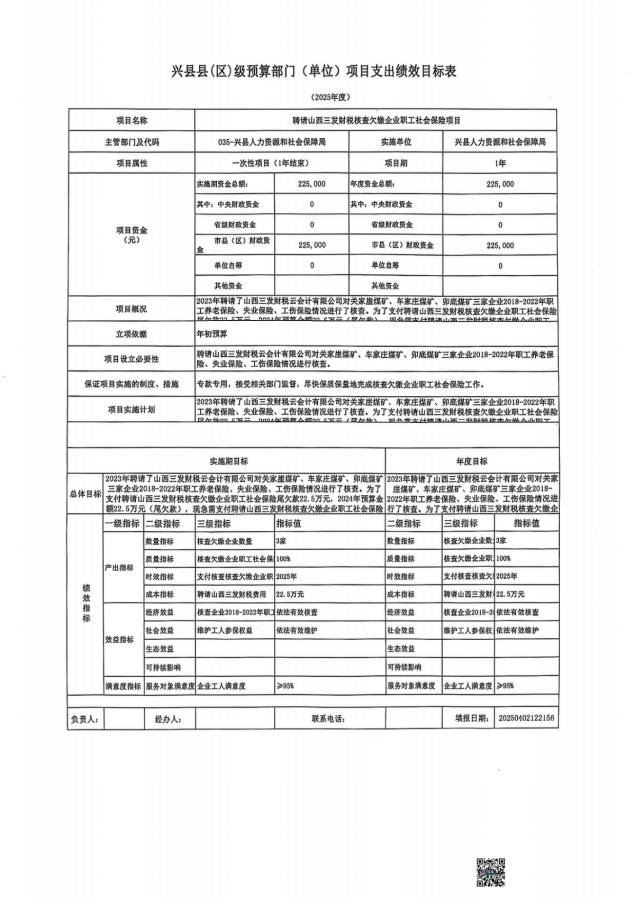 兴县县(区)级预算部门（单位）项目支出绩效目标表
（2025年度）
项目名称 聘请山西三发财税核查欠缴企业职工社会保险项目
主管部门及代码 035-兴县人力资源和社会保障局 实施单位 兴县人力资源和社会保障局
项目属性 一次性项目（1年结束） 项目期 1年
项目资金（元）
实施期资金总额： 225,000 年度资金总额： 225,000
其中：中央财政资金 0 其中：中央财政资金 0
省级财政资金 0 省级财政资金 0
市县（区）财政资金 225,000 市县（区）财政资金 225,000
单位自筹 0 单位自筹 0
其他资金 其他资金
项目概况
2023年聘请了山西三发财税云会计有限公司对关家崖煤矿、车家庄煤矿、卯底煤矿三家企业2018-2022年职
工养老保险、失业保险、工伤保险情况进行了核查。为了支付聘请山西三发财税核查欠缴企业职工社会保险
立项依据 年初预算
项目设立必要性
聘请山西三发财税云会计有限公司对关家崖煤矿、车家庄煤矿、卯底煤矿三家企业2018-2022年职工养老保
险、失业保险、工伤保险情况进行了核查。
保证项目实施的制度、措施 专款专用，接受相关部门监督，尽快保质保量地完成核查欠缴企业职工社会保险工作。
项目实施计划
2023年聘请了山西三发财税云会计有限公司对关家崖煤矿、车家庄煤矿、卯底煤矿三家企业2018-2022年职
工养老保险、失业保险、工伤保险情况进行了核查。为了支付聘请山西三发财税核查欠缴企业职工社会保险
实施期目标 年度目标
总体目标
2023年聘请了山西三发财税云会计有限公司对关家崖煤矿、车家庄煤矿、卯底煤矿
三家企业2018-2022年职工养老保险、失业保险、工伤保险情况进行了核查。为了
支付聘请山西三发财税核查欠缴企业职工社会保险尾欠款22.5万元，2024年预算金
额22.5万元（尾欠款），现急需支付聘请山西三发财税核查欠缴企业职工社会保险
2023年聘请了山西三发财税云会计有限公司对关家
崖煤矿、车家庄煤矿、卯底煤矿三家企业2018-
2022年职工养老保险、失业保险、工伤保险情况进
行了核查。为了支付聘请山西三发财税核查欠缴企
绩效指标
一级指标 二级指标 三级指标 指标值 二级指标 三级指标 指标值
产出指标
数量指标 核查欠缴企业数量 3家 数量指标 核查欠缴企业数 3家
质量指标 核查欠缴企业职工社会保 100% 质量指标 核查欠缴企业职 100%
时效指标 支付核查核查欠缴企业职 2025年 时效指标 支付核查核查欠 2025年
成本指标 聘请山西三发财税费用 22.5万元 成本指标 聘请山西三发财 22.5万元
效益指标
经济效益 核查企业2018-2022年职工 依法有效核查 经济效益 核查企业2018-2 依法有效核查
社会效益 维护工人参保权益 依法有效维护 社会效益 维护工人参保权 依法有效维护
生态效益 生态效益
可持续影响 可持续影响
满意度指标 服务对象满意度 企业工人满意度 ≥95% 服务对象满意度 企业工人满意度 ≥95%
负责人： 经办人： 联系电话： 填报日期： 20250402122156